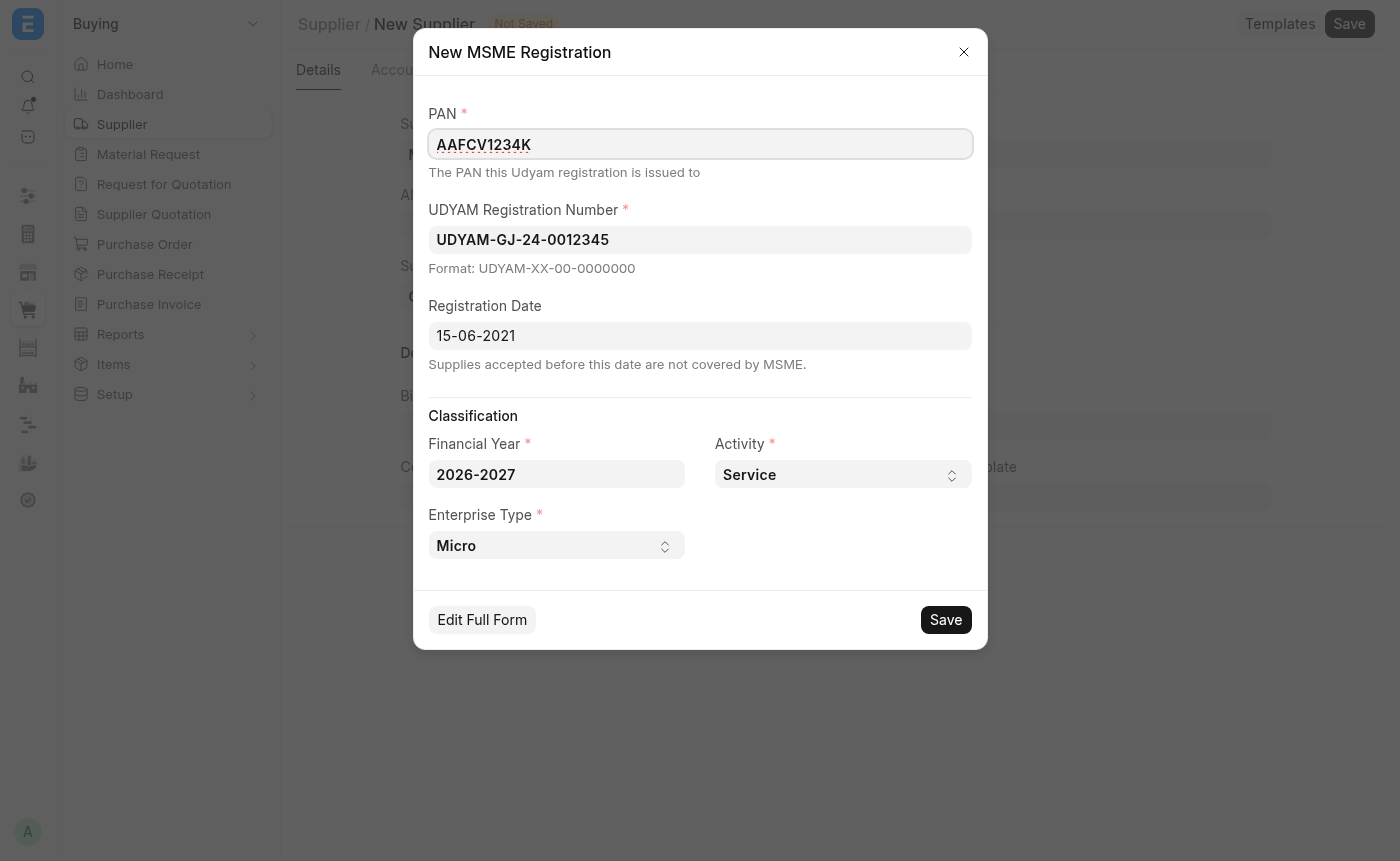 Buying
Supplier / New Supplier
Not Saved
Templates
Save
Home
Dashboard
Supplier
Material Request
Request for Quotation
Supplier Quotation
Purchase Order
Purchase Receipt
Purchase Invoice
Reports
Items
Setup
A
Details
Accou
New MSME Registration
PAN *
AAFCV1234K
The PAN this Udyam registration is issued to
UDYAM Registration Number *
UDYAM-GJ-24-0012345
Format: UDYAM-XX-00-0000000
Registration Date
15-06-2021
Supplies accepted before this date are not covered by MSME.
Classification
Financial Year *
Activity *
2026-2027
Service
Enterprise Type *
Micro
Edit Full Form
Save